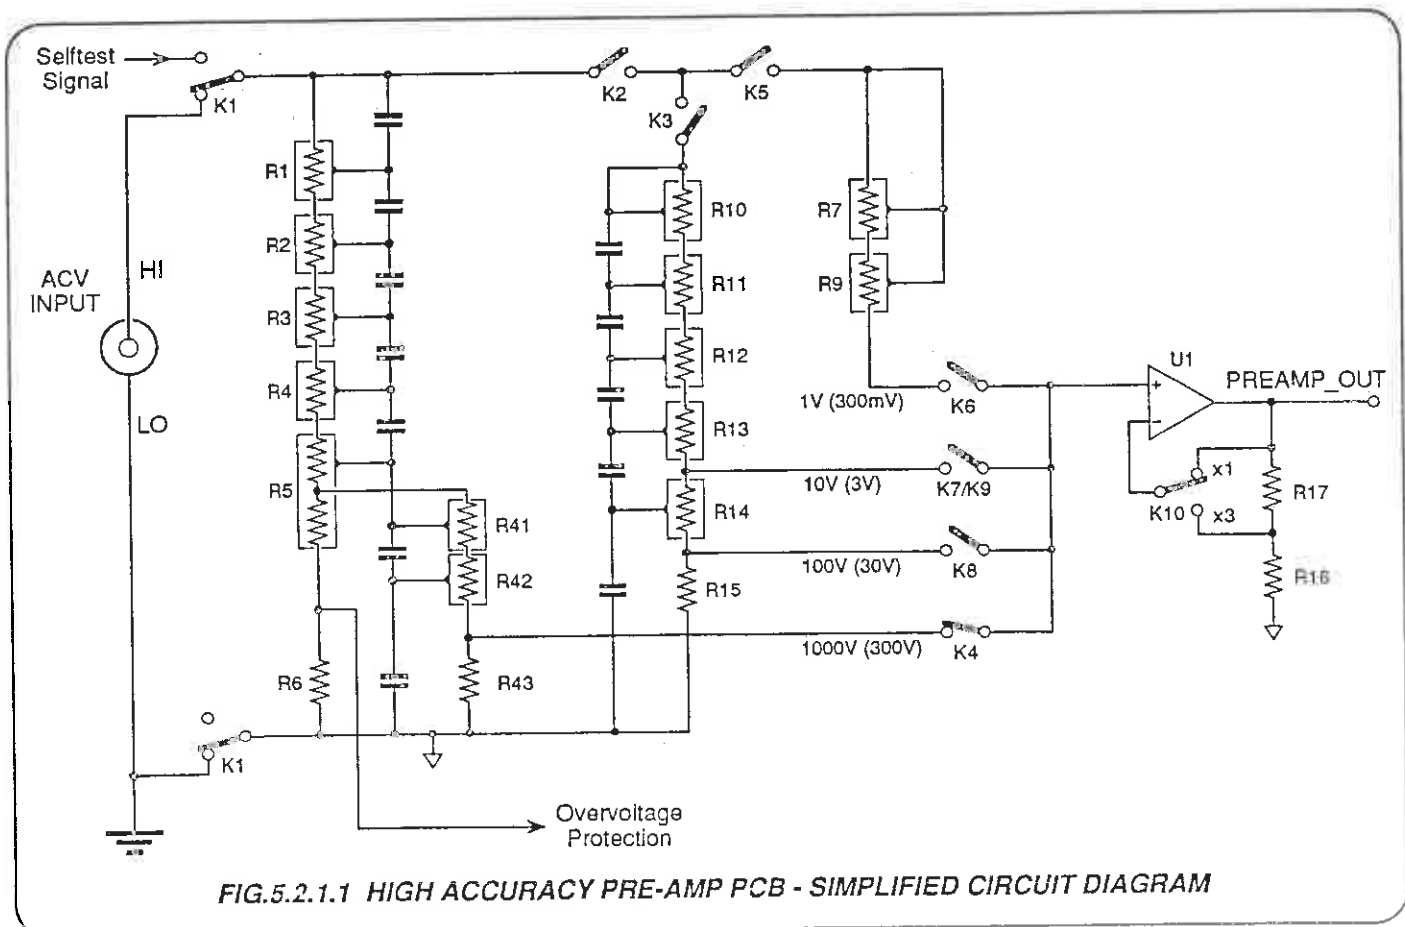 Selftest
Signal
K1
K2
K5
K3
R1
R10
R7
R2
HI
ACV
INPUT
R11
R9
R3
R12
U1
R4
PREAMP_OUT
1V (300mV)
K6
LO
R13
x1
R5
10V (3V)
K7/K9
R17
R41
R14
K10
x3
100V (30V)
K8
R42
R15
R16
1000V (300V)
K4
R6
R43
K1
Overvoltage
Protection
FIG.5.2.1.1 HIGH ACCURACY PRE-AMP PCB - SIMPLIFIED CIRCUIT DIAGRAM